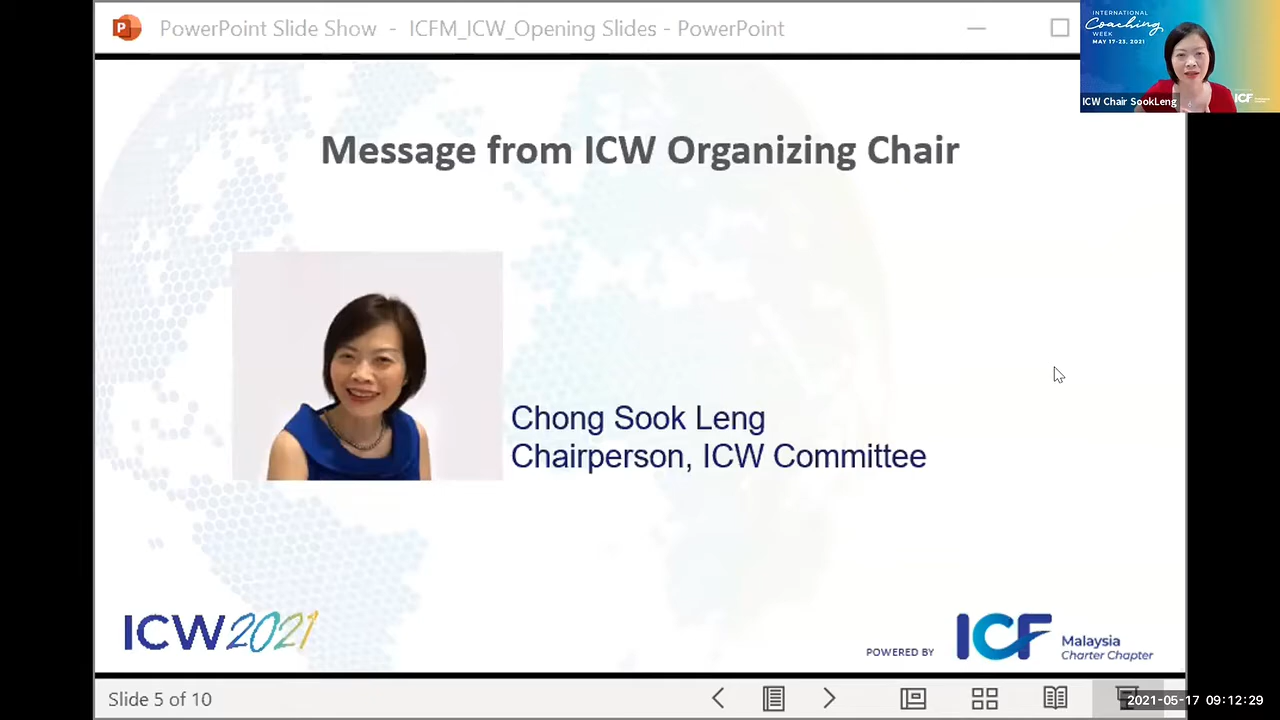 PowerPoint Slide Show - ICFM_ICW_Opening Slides - PowerPoint
INTERNATIONAL
Coaching
WEEK
MAY 17-23, 2021
ICF
ICW Chair SookLeng
Message from ICW Organizing Chair
Chong Sook Leng
Chairperson, ICW Committee
ICW2021
POWERED BY
ICF
Malaysia
Charter Chapter
Slide 5 of 10
2021-05-17 09:12:29